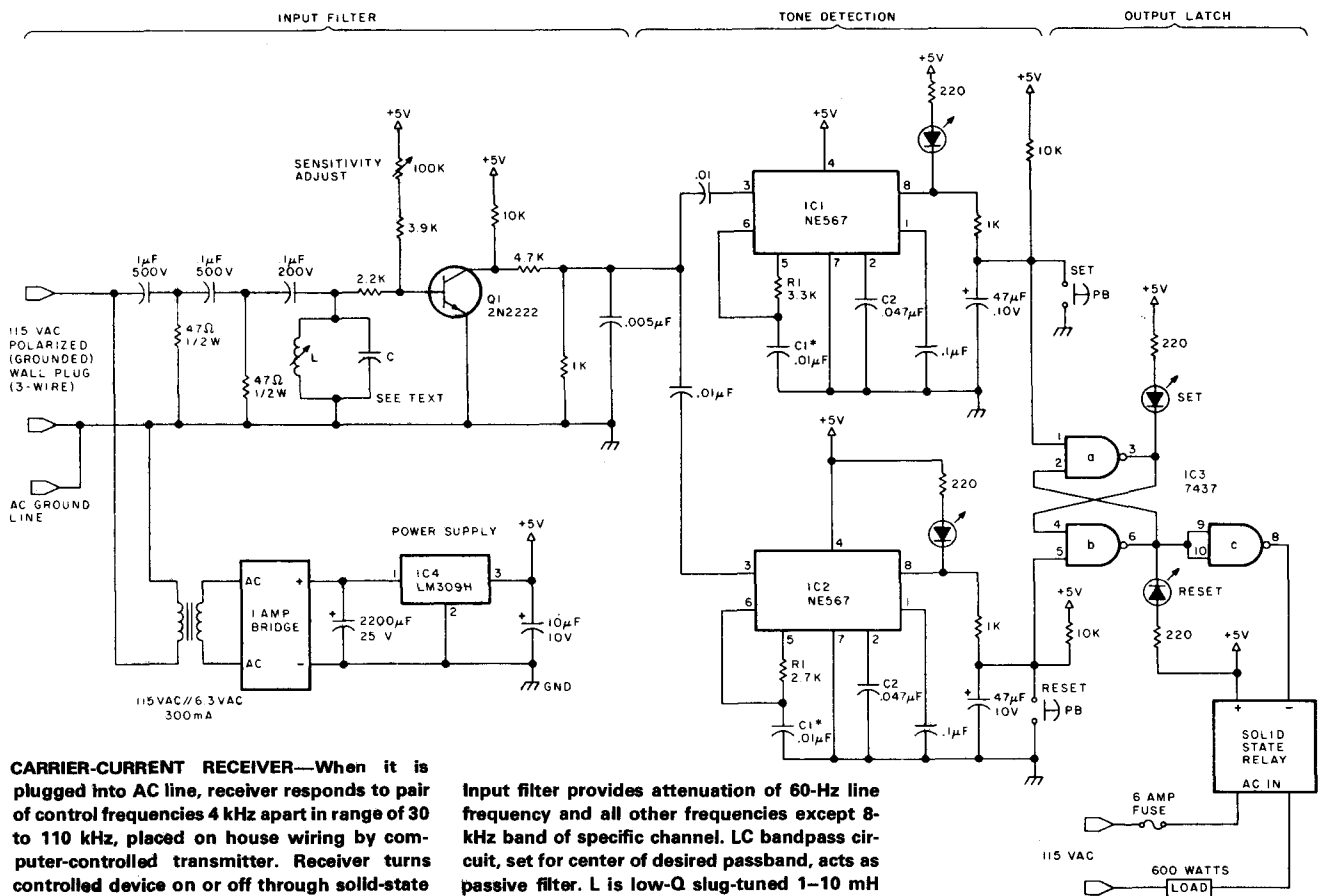 INPUT FILTER
TONE DETECTION
OUTPUT LATCH
+5V
SENSITIVITY
ADJUST
100K
3.9K
+5V
10K
.1µF
500V
.1µF
500V
.1µF
200V
2.2K
4.7K
Q1
2N2222
115 VAC
POLARIZED
(GROUNDED)
WALL PLUG
(3-WIRE)
47Ω
1/2W
47Ω
1/2W
L
C
SEE TEXT
1K
.005µF
AC GROUND
LINE
POWER SUPPLY
AC
AC
+
-
1 AMP
BRIDGE
2200µF
25 V
+
1
IC4
LM309H
3
2
+5V
+
10µF
10V
GND
115VAC//6.3VAC
300mA
.01
.01µF
+5V
4
3
6
IC1
NE567
8
1
5
7
2
R1
3.3K
C1*
.01µF
C2
.047µF
.1µF
+5V
220
1K
+
47µF
.10V
+5V
10K
SET
PB
+5V
4
3
6
IC2
NE567
8
1
5
7
2
R1
2.7K
C1*
.01µF
C2
.047µF
.1µF
220
1K
+
47µF
10V
RESET
PB
+5V
10K
+5V
220
SET
1
2
a
3
IC3
7437
4
5
b
6
9
10
c
8
RESET
220
+5V
+
-
SOLID
STATE
RELAY
AC IN
6 AMP
FUSE
115 VAC
600 WATTS
LOAD
CARRIER-CURRENT RECEIVER—When it is
plugged into AC line, receiver responds to pair
of control frequencies 4 kHz apart in range of 30
to 110 kHz, placed on house wiring by com-
puter-controlled transmitter. Receiver turns
controlled device on or off through solid-state
Input filter provides attenuation of 60-Hz line
frequency and all other frequencies except 8-
kHz band of specific channel. LC bandpass cir-
cuit, set for center of desired passband, acts as
passive filter. L is low-Q slug-tuned 1–10 mH